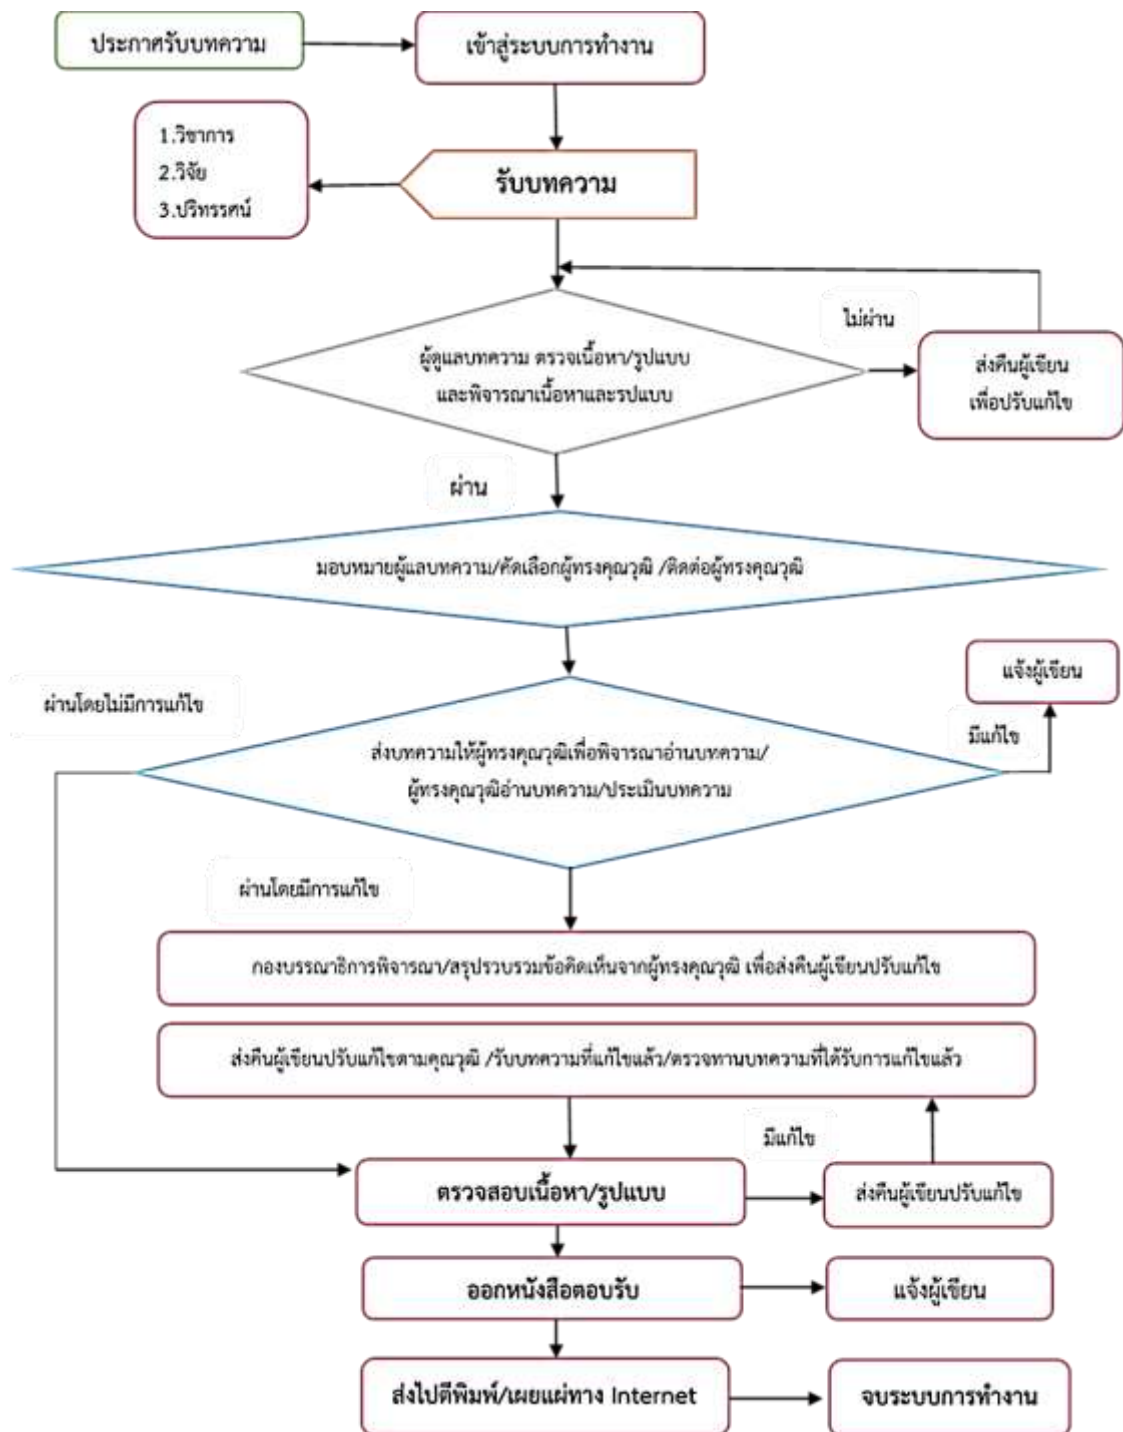 ประกาศรับบทความ
เข้าสู่ระบบการทำงาน
1.วิชาการ
2.วิจัย
3.ปริทรรศน์
รับบทความ
ไม่ผ่าน
ผู้ดูแลบทความ ตรวจเนื้อหา/รูปแบบ
และพิจารณาเนื้อหาและรปแบบ
ส่งคืนผู้เขียน
เพื่อปรับแก้ไข
ผ่าน
มอบหมายผู้แลบทความ/คัดเลือกผู้ทรงคุณวุฒิ /ติดต่อผู้ทรงคุณวุฒิ
แจ้งผู้เขียน
ผ่านโดยไม่มีการแก้ไข
มีแก้ไข
ส่งบทความให้ผู้ทรงคุณวุฒิเพื่อพิจารณาอ่านบทความ/
ผู้ทรงคุณวุฒิอ่านบทความ/ประเมินบทความ
ผ่านโดยมีการแก้ไข
กองบรรณาธิการพิจารณา/สรุปรวบรวมข้อคิดเห็นจากผู้ทรงคุณวุฒิ เพื่อส่งคืนผู้เขียนปรับแก้ไข
ส่งคืนผู้เขียนปรับแก้ไขตามคุณวุฒิ /รับบทความที่แก้ไขแล้ว/ตรวจทานบทความที่ได้รับการแก้ไขแล้ว
มีแก้ไข
ตรวจสอบเนื้อหา/รูปแบบ
ส่งคืนผู้เขียนปรับแก้ไข
ออกหนังสือตอบรับ
แจ้งผู้เขียน
ส่งไปตีพิมพ์/เผยแผ่ทาง Internet
จบระบบการทำงาน